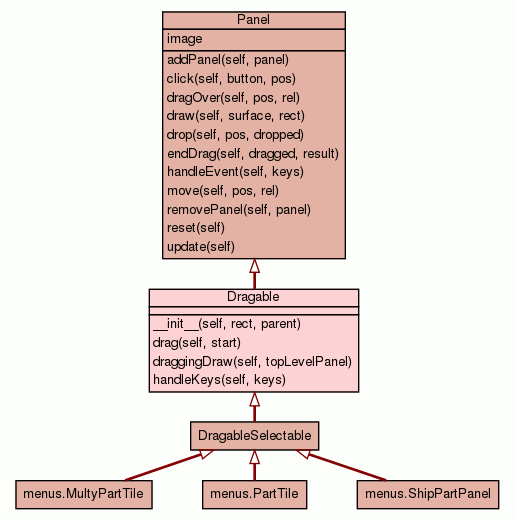 Panel
image
addPanel(self, panel)
click(self, button, pos)
dragOver(self, pos, rel)
draw(self, surface, rect)
drop(self, pos, dropped)
endDrag(self, dragged, result)
handleEvent(self, keys)
move(self, pos, rel)
removePanel(self, panel)
reset(self)
update(self)
Dragable
__init__(self, rect, parent)
drag(self, start)
draggingDraw(self, topLevelPanel)
handleKeys(self, keys)
DragableSelectable
menus.MultyPartTile
menus.PartTile
menus.ShipPartPanel